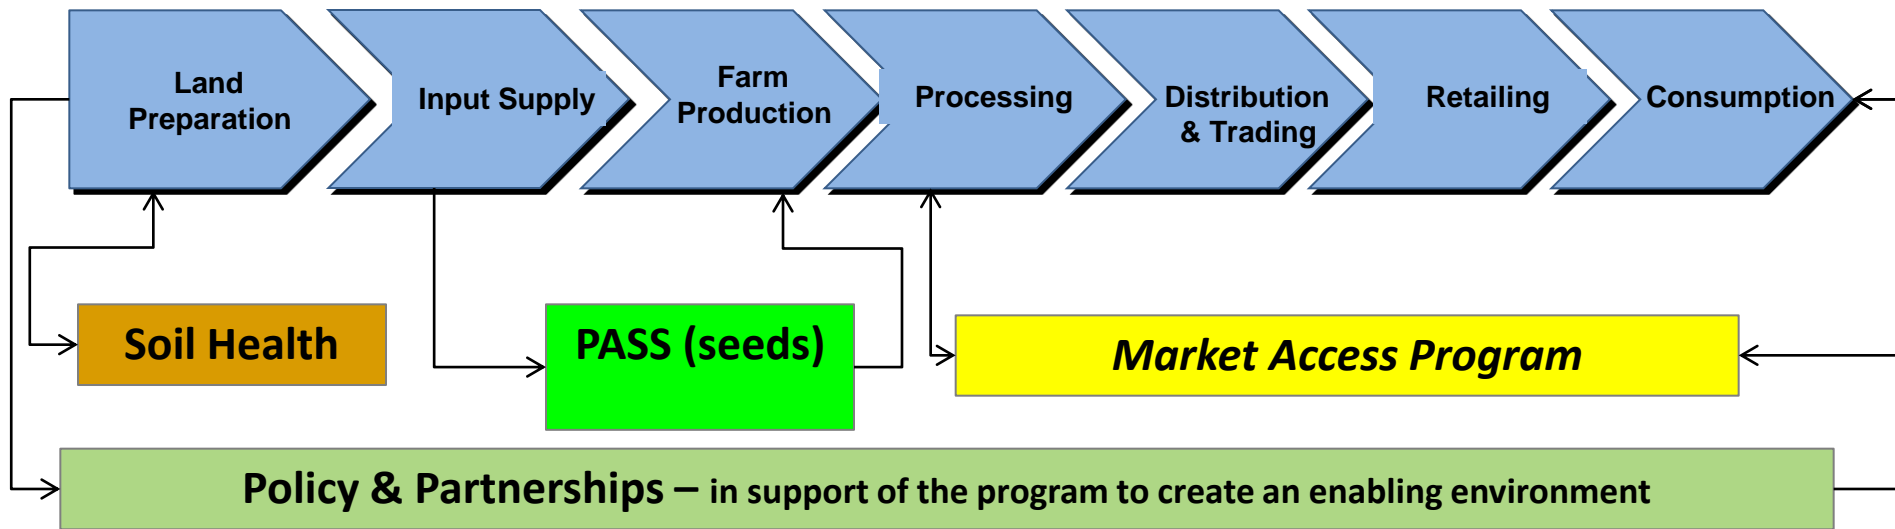 Land
Preparation
Input Supply
Farm
Production
Processing
Distribution
& Trading
Retailing
Consumption
Soil Health
PASS (seeds)
Market Access Program
Policy & Partnerships – in support of the program to create an enabling environment